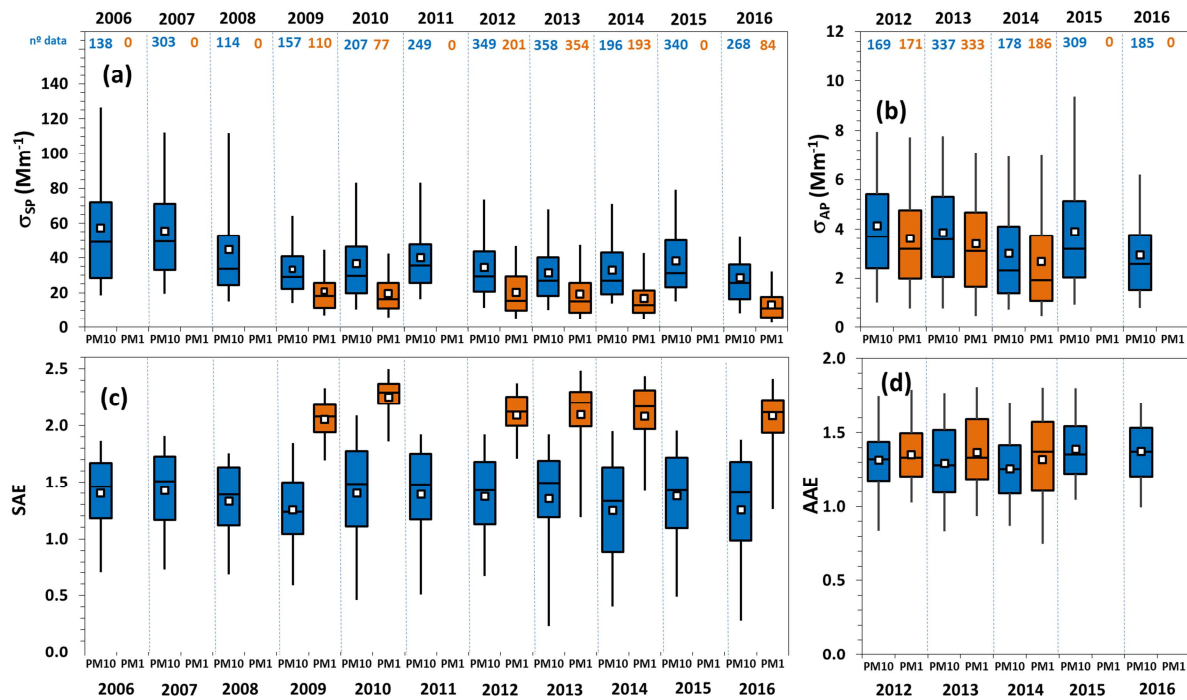 2006 2007 2008 2009 2010 2011 2012 2013 2014 2015 2016
nº data 138 0 303 0 114 0 157 110 207 77 249 0 349 201 358 354 196 193 340 0 268 84
(a)
σSP (Mm-1)
140
120
100
80
60
40
20
0
PM10 PM1 PM10 PM1 PM10 PM1 PM10 PM1 PM10 PM1 PM10 PM1 PM10 PM1 PM10 PM1 PM10 PM1 PM10 PM1 PM10 PM1
2012 2013 2014 2015 2016
169 171 337 333 178 186 309 0 185 0
(b)
σAP (Mm-1)
12
10
8
6
4
2
0
PM10 PM1 PM10 PM1 PM10 PM1 PM10 PM1 PM10 PM1
(c)
SAE
2.5
2.0
1.5
1.0
0.5
0.0
PM10 PM1 PM10 PM1 PM10 PM1 PM10 PM1 PM10 PM1 PM10 PM1 PM10 PM1 PM10 PM1 PM10 PM1 PM10 PM1 PM10 PM1
2006 2007 2008 2009 2010 2011 2012 2013 2014 2015 2016
(d)
AAE
2.0
1.5
1.0
0.5
0.0
PM10 PM1 PM10 PM1 PM10 PM1 PM10 PM1 PM10 PM1
2012 2013 2014 2015 2016